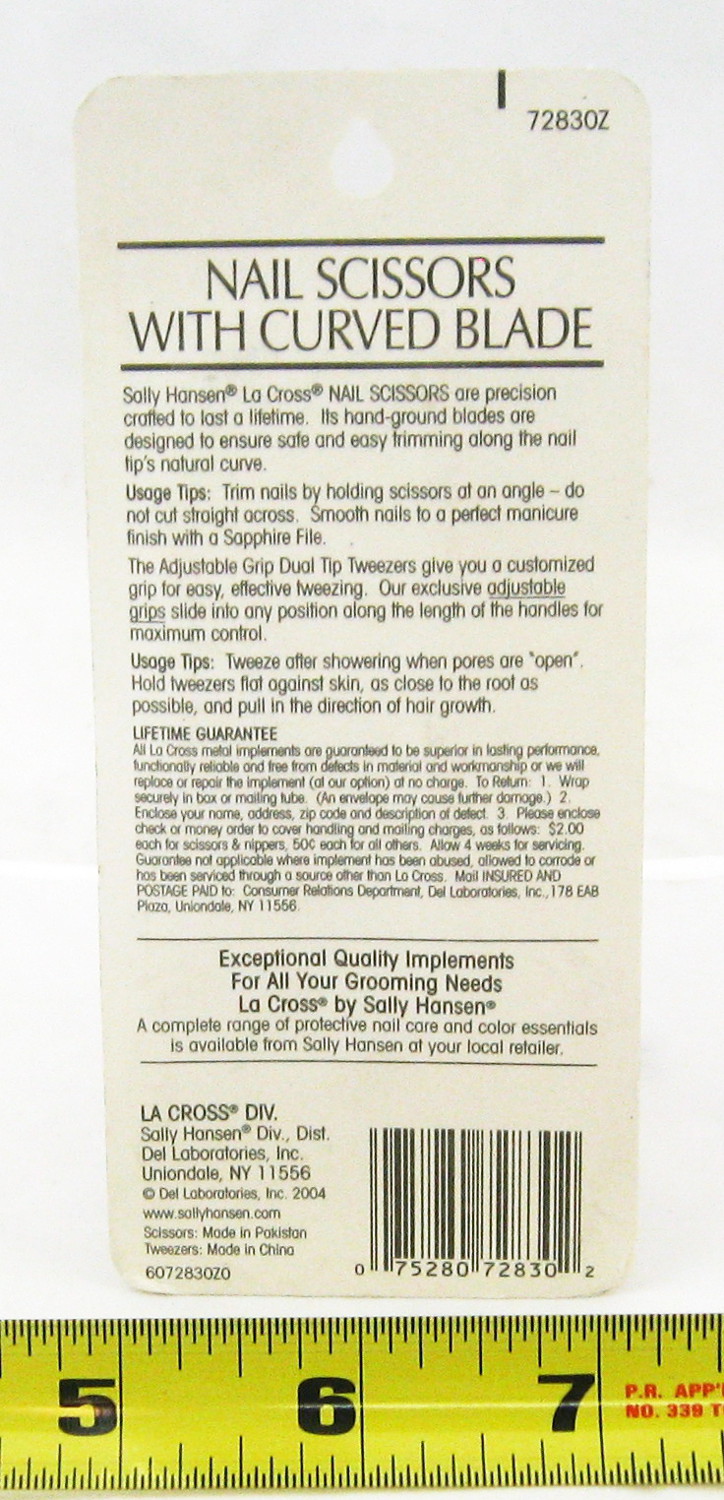 72830Z
NAIL SCISSORS
WITH CURVED BLADE
Sally Hansen® La Cross® NAIL SCISSORS are precision
crafted to last a lifetime. Its hand-ground blades are
designed to ensure safe and easy trimming along the nail
tip's natural curve.
Usage Tips: Trim nails by holding scissors at an angle – do
not cut straight across. Smooth nails to a perfect manicure
finish with a Sapphire File.
The Adjustable Grip Dual Tip Tweezers give you a customized
grip for easy, effective tweezing. Our exclusive adjustable
grips slide into any position along the length of the handles for
maximum control.
Usage Tips: Tweeze after showering when pores are "open".
Hold tweezers flat against skin, as close to the root as
possible, and pull in the direction of hair growth.
LIFETIME GUARANTEE
All La Cross metal implements are guaranteed to be superior in lasting performance,
functionally reliable and free from defects in material and workmanship or we will
replace or repair the implement (at our option) at no charge. To Return: 1. Wrap
securely in box or mailing tube. (An envelope may cause further damage.) 2.
Enclose your name, address, zip code and description of defect. 3. Please enclose
check or money order to cover handling and mailing charges, as follows: $2.00
each for scissors & nippers, 50¢ each for all others. Allow 4 weeks for servicing.
Guarantee not applicable where implement has been abused, allowed to corrode or
has been serviced through a source other than La Cross. Mail INSURED AND
POSTAGE PAID to: Consumer Relations Department, Del Laboratories, Inc., 178 EAB
Plaza, Uniondale, NY 11556.
Exceptional Quality Implements
For All Your Grooming Needs
La Cross® by Sally Hansen®
A complete range of protective nail care and color essentials
is available from Sally Hansen at your local retailer.
LA CROSS® DIV.
Sally Hansen® Div., Dist.
Del Laboratories, Inc.
Uniondale, NY 11556
© Del Laboratories, Inc. 2004
www.sallyhansen.com
Scissors: Made in Pakistan
Tweezers: Made in China
6072830Z0
0 75280 72830 2
5 6 7
P.R. APP'
NO. 339 T